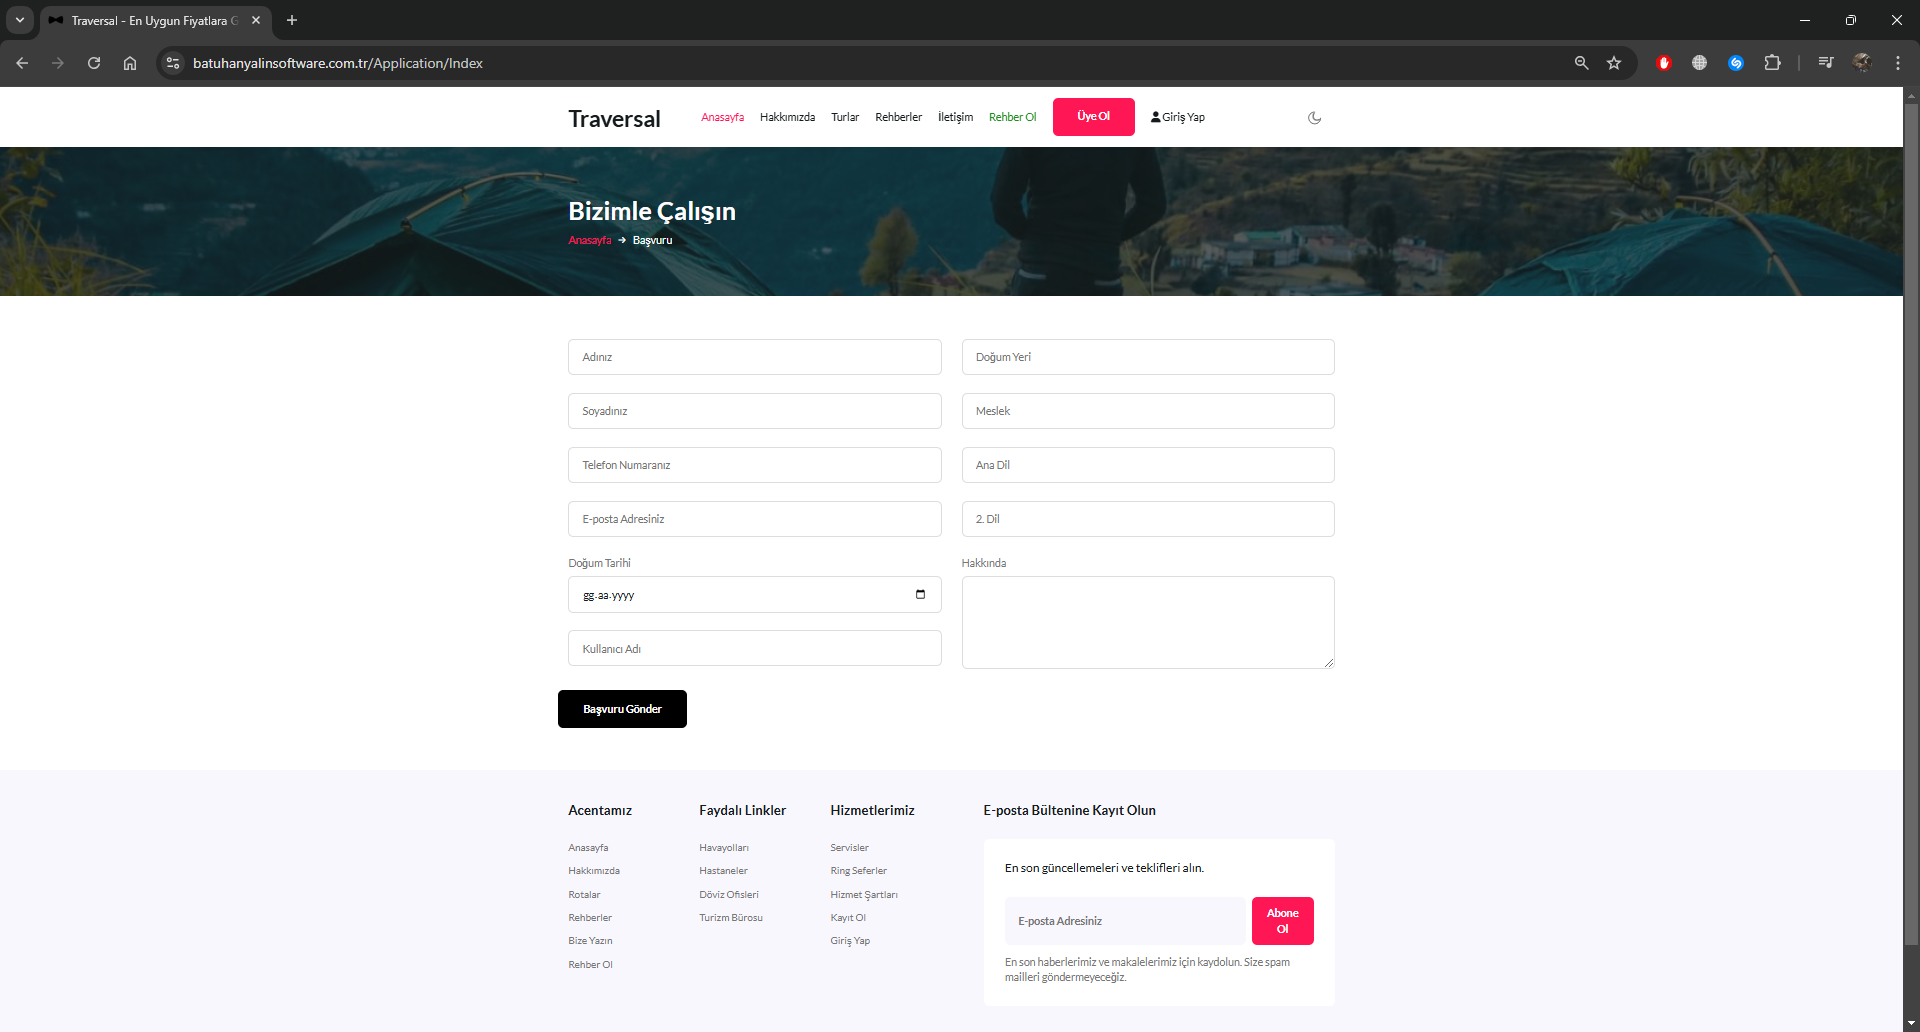 Traversal - En Uygun Fiyatlara G
batuhanyalinsoftware.com.tr/Application/Index
Traversal
Anasayfa
Hakkımızda
Turlar
Rehberler
İletişim
Rehber Ol
Üye Ol
Giriş Yap
Bizimle Çalışın
Anasayfa → Başvuru
Adınız
Doğum Yeri
Soyadınız
Meslek
Telefon Numaranız
Ana Dil
E-posta Adresiniz
2. Dil
Doğum Tarihi
Hakkında
gg.aa.yyyy
Kullanıcı Adı
Başvuru Gönder
Acentamız
Anasayfa
Hakkımızda
Rotalar
Rehberler
Bize Yazın
Rehber Ol
Faydalı Linkler
Havayolları
Hastaneler
Döviz Ofisleri
Turizm Bürosu
Hizmetlerimiz
Servisler
Ring Seferler
Hizmet Şartları
Kayıt Ol
Giriş Yap
E-posta Bültenine Kayıt Olun
En son güncellemeleri ve teklifleri alın.
E-posta Adresiniz
Abone
Ol
En son haberlerimiz ve makalelerimiz için kaydolun. Size spam
mailleri göndermeyeceğiz.